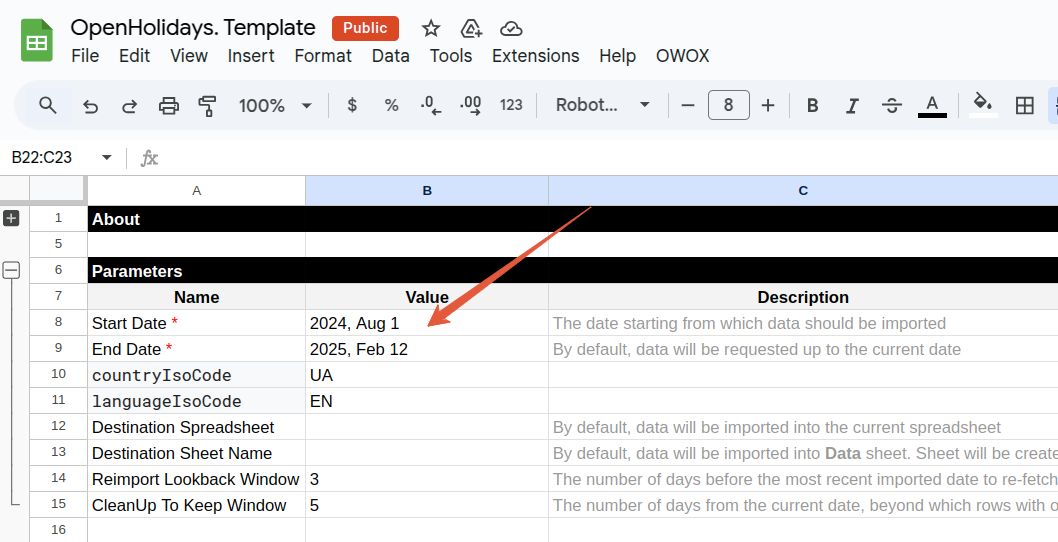 OpenHolidays. Template Public
File Edit View Insert Format Data Tools Extensions Help OWOX
100% $ % .0 .00 123 Robot... 8 B I S A
B22:C23 fx
A B C
1 About
5
6 Parameters
7 Name Value Description
8 Start Date * 2024, Aug 1 The date starting from which data should be imported
9 End Date * 2025, Feb 12 By default, data will be requested up to the current date
10 countryIsoCode UA
11 languageIsoCode EN
12 Destination Spreadsheet By default, data will be imported into the current spreadsheet
13 Destination Sheet Name By default, data will be imported into Data sheet. Sheet will be create
14 Reimport Lookback Window 3 The number of days before the most recent imported date to re-fetch
15 CleanUp To Keep Window 5 The number of days from the current date, beyond which rows with o
16